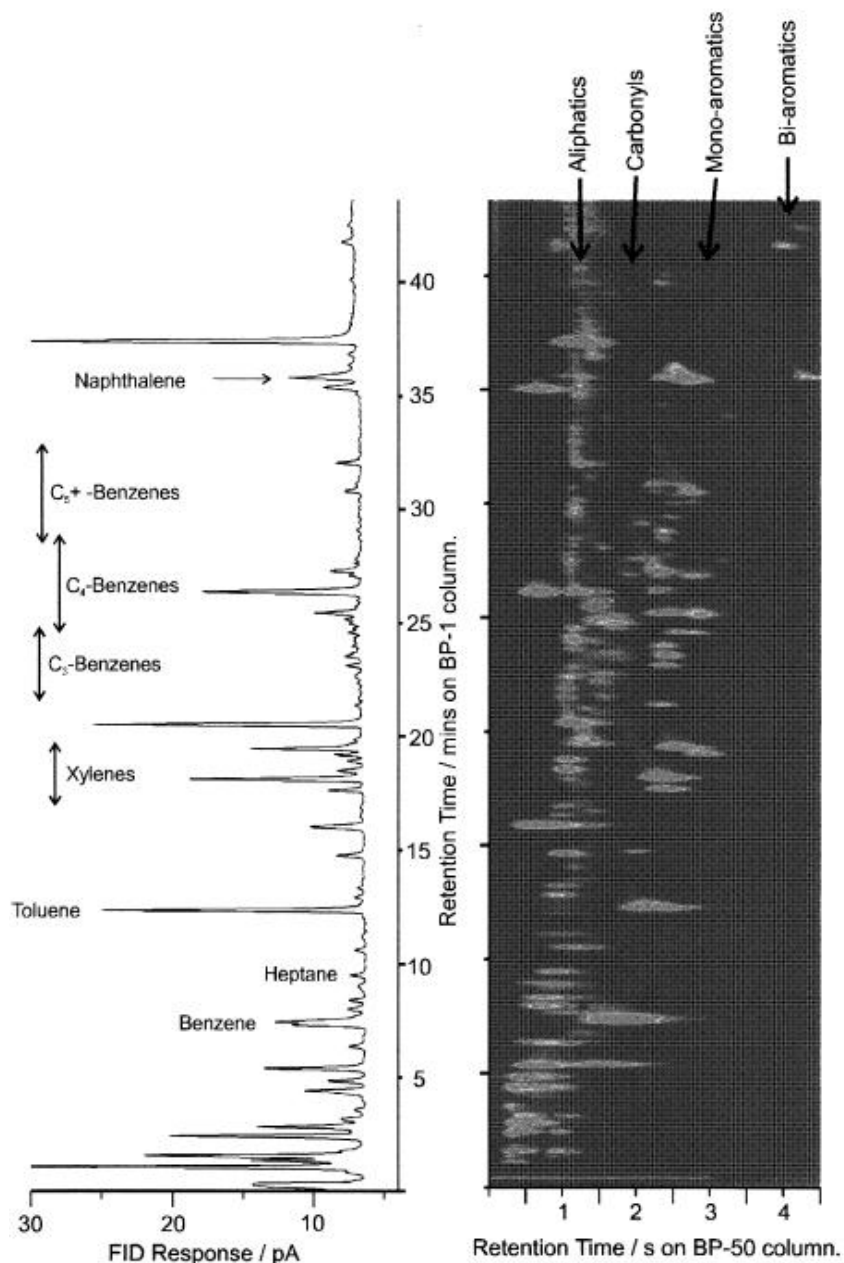 Aliphatics
Carbonyls
Mono-aromatics
Bi-aromatics
Naphthalene
C₅+ -Benzenes
C₄-Benzenes
C₃-Benzenes
Xylenes
Toluene
Heptane
Benzene
40
35
30
25
20
15
10
5
Retention Time / mins on BP-1 column.
30
20
10
FID Response / pA
1
2
3
4
Retention Time / s on BP-50 column.